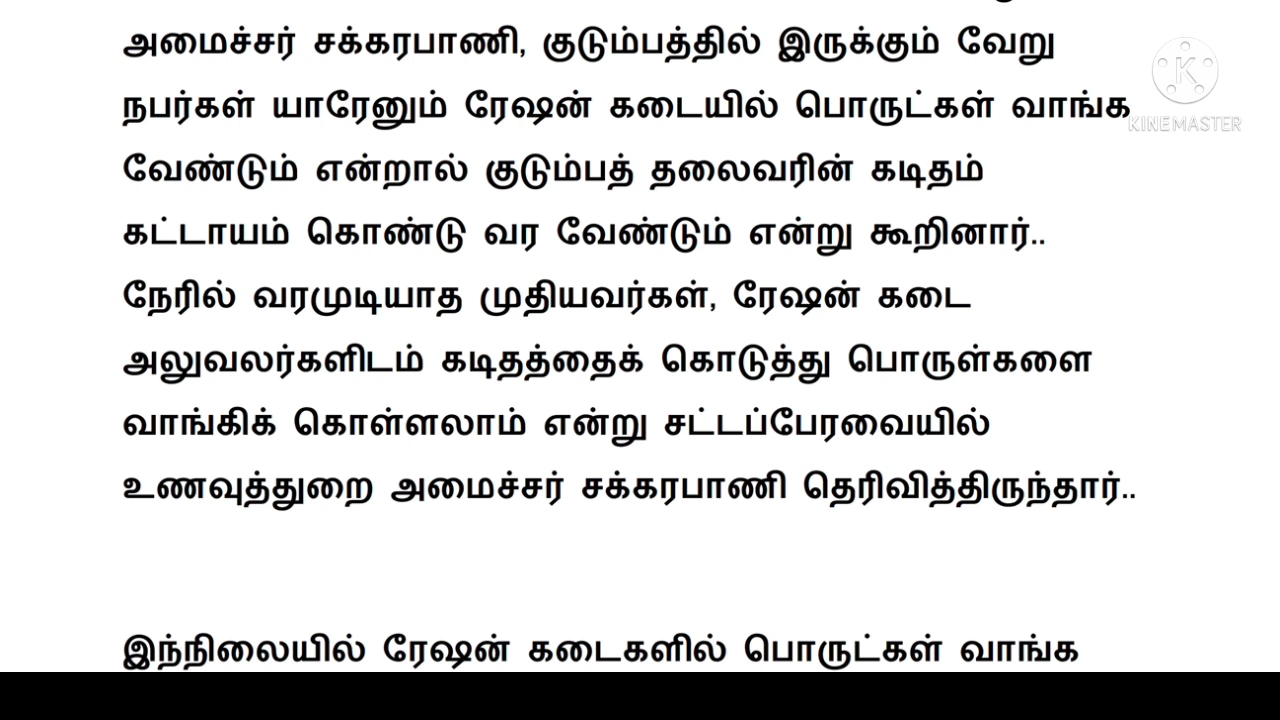 அமைச்சர் சக்கரபாணி, குடும்பத்தில் இருக்கும் வேறு
நபர்கள் யாரேனும் ரேஷன் கடையில் பொருட்கள் வாங்க
K
KINEMASTER
வேண்டும் என்றால் குடும்பத் தலைவரின் கடிதம்
கட்டாயம் கொண்டு வர வேண்டும் என்று கூறினார்..
நேரில் வரமுடியாத முதியவர்கள், ரேஷன் கடை
அலுவலர்களிடம் கடிதத்தைக் கொடுத்து பொருள்களை
வாங்கிக் கொள்ளலாம் என்று சட்டப்பேரவையில்
உணவுத்துறை அமைச்சர் சக்கரபாணி தெரிவித்திருந்தார்..
இந்நிலையில் ரேஷன் கடைகளில் பொருட்கள் வாங்க